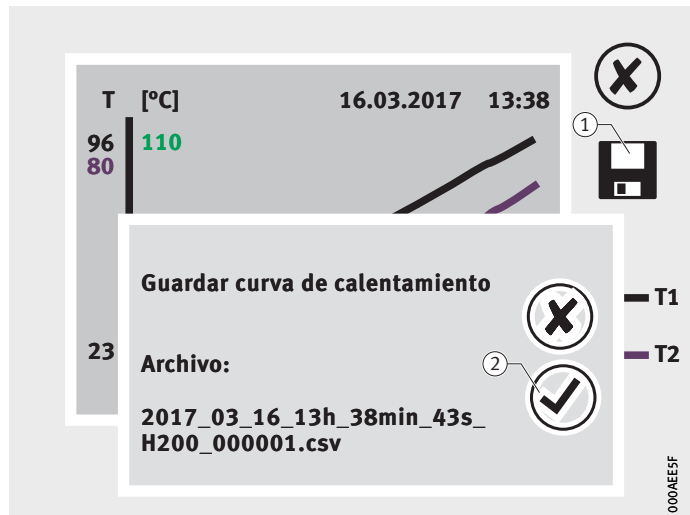 T [°C] 16.03.2017 13:38
96 110
80
1
Guardar curva de calentamiento
T1
23
T2
Archivo:
2
2017_03_16_13h_38min_43s_
H200_000001.csv
000AEE5F